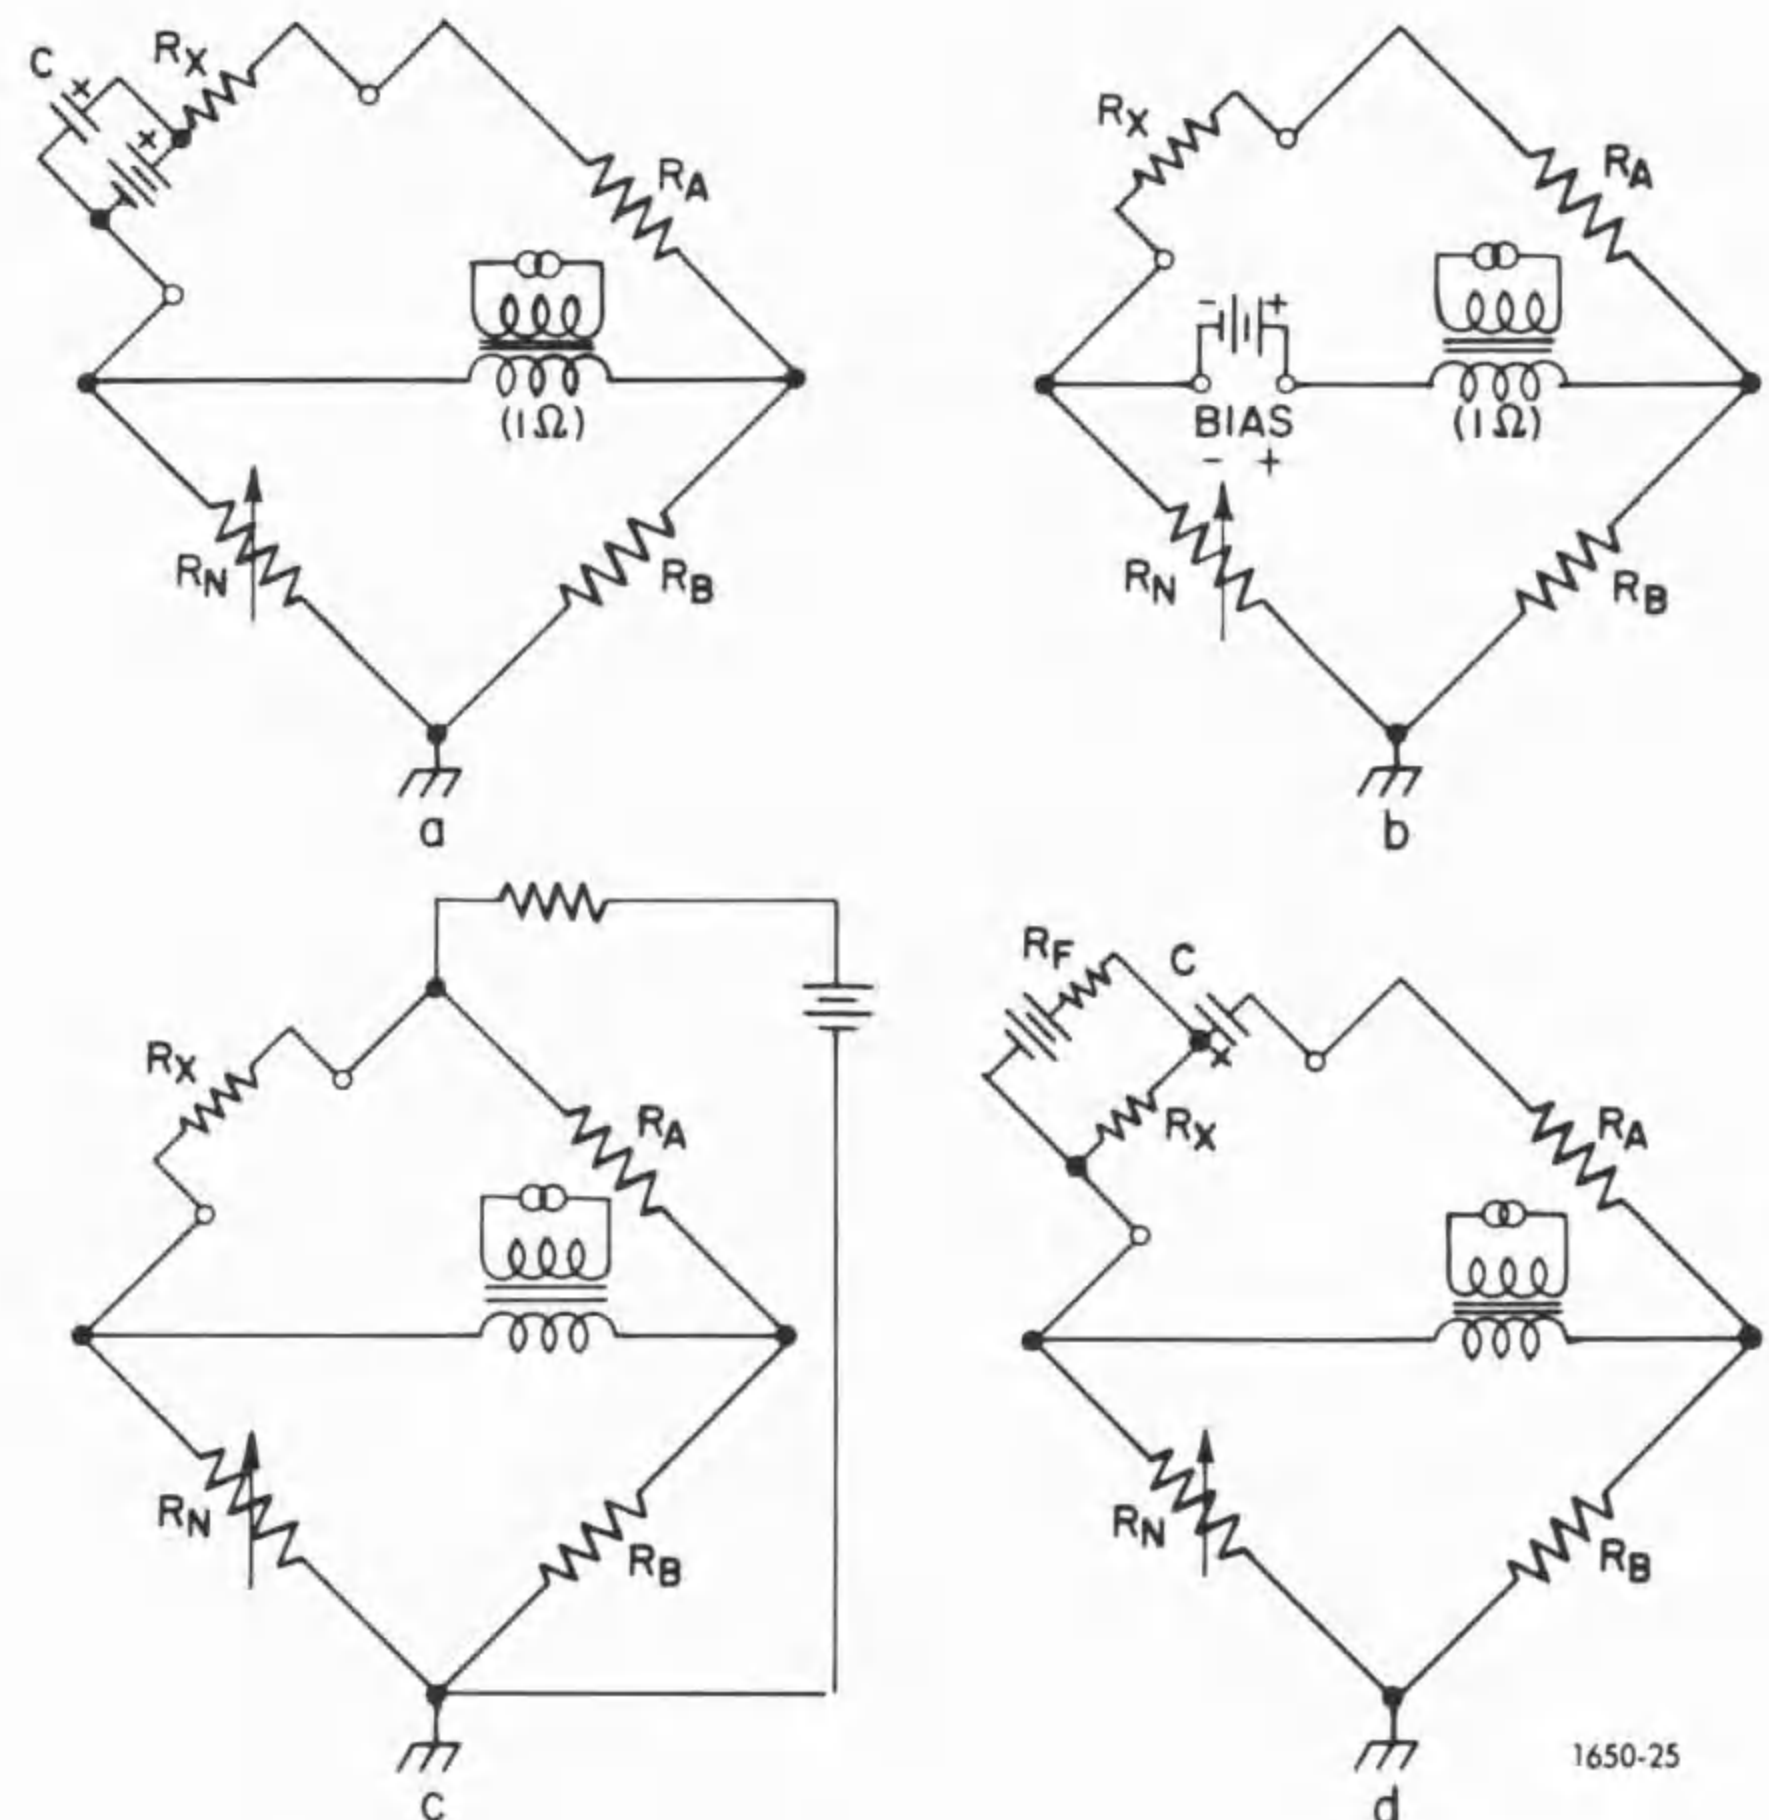 C
+
RX
+
RA
(1Ω)
RN
RB
a
RX
RA
- +
BIAS
- +
(1Ω)
RN
RB
b
RX
RA
RN
RB
c
RF
C
+
RX
RA
RN
RB
d
1650-25